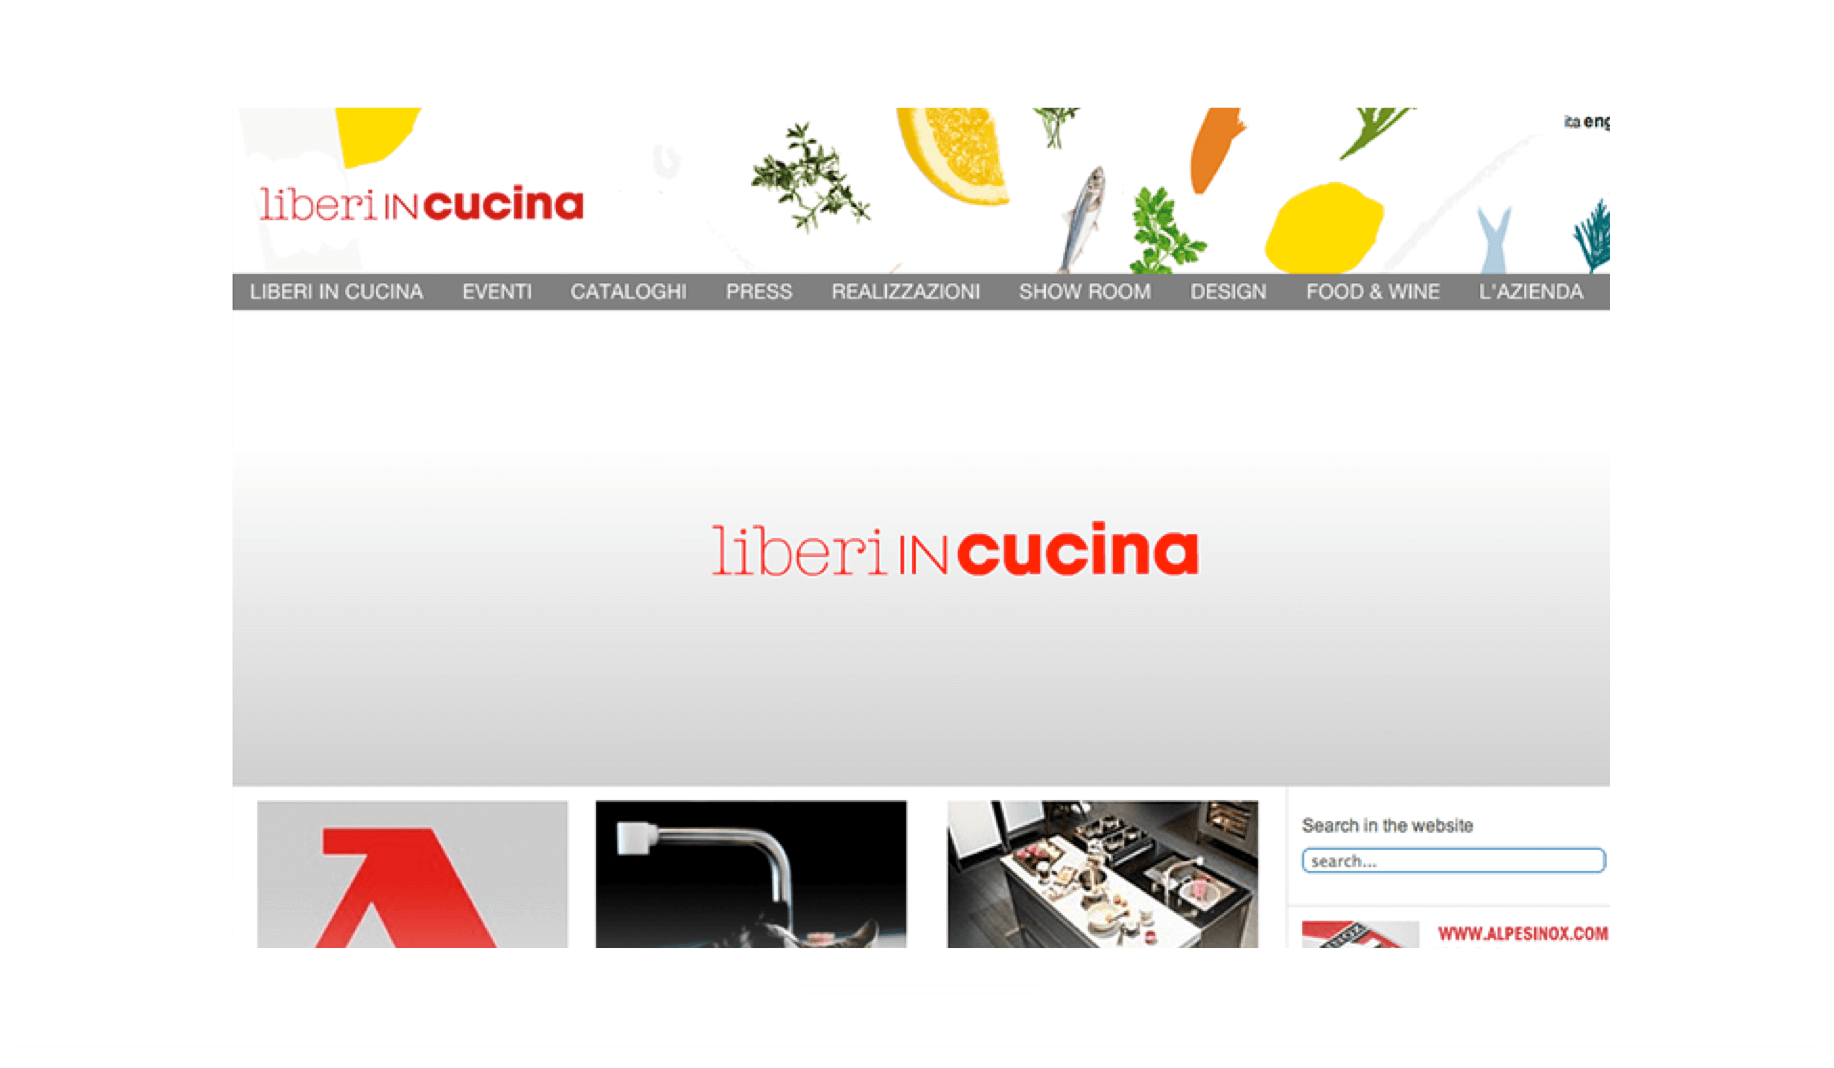 ita eng
liberi IN cucina
LIBERI IN CUCINA EVENTI CATALOGHI PRESS REALIZZAZIONI SHOW ROOM DESIGN FOOD & WINE L'AZIENDA
liberi IN cucina
Search in the website
search...
WWW.ALPESINOX.COM